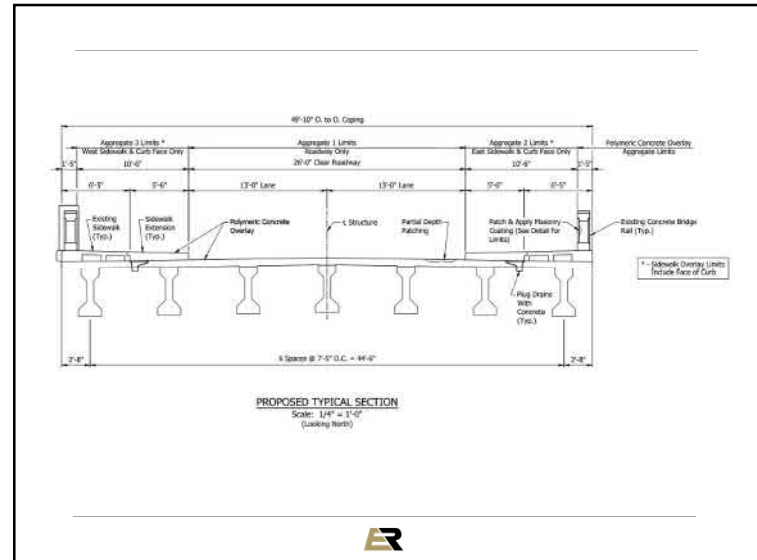 49'-10" O. to O. Coping
Aggregate 3 Limits *
West Sidewalk & Curb Face Only
Aggregate 1 Limits
Roadway Only
Aggregate 2 Limits *
East Sidewalk & Curb Face Only
Polymeric Concrete Overlay
Aggregate Limits
1'-5"
10'-6"
26'-0" Clear Roadway
10'-6"
1'-5"
6'-5"
5'-6"
13'-0" Lane
13'-0" Lane
5'-6"
6'-5"
Existing
Sidewalk
(Typ.)
Sidewalk
Extension
(Typ.)
Polymeric Concrete
Overlay
℄ Structure
Partial Depth
Patching
Patch & Apply Masonry
Coating (See Detail for
Limits)
Existing Concrete Bridge
Rail (Typ.)
* - Sidewalk Overlay Limits
Include Face of Curb
Plug Drains
With
Concrete
(Typ.)
2'-8"
6 Spaces @ 7'-5" O.C. = 44'-6"
2'-8"
PROPOSED TYPICAL SECTION
Scale: 1/4" = 1'-0"
(Looking North)
ER